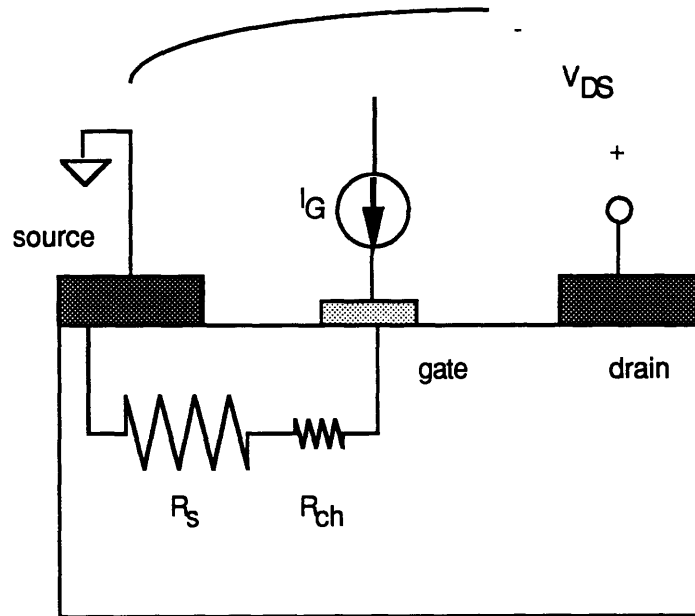 -
V_DS
+
I_G
source
gate
drain
R_s
R_ch